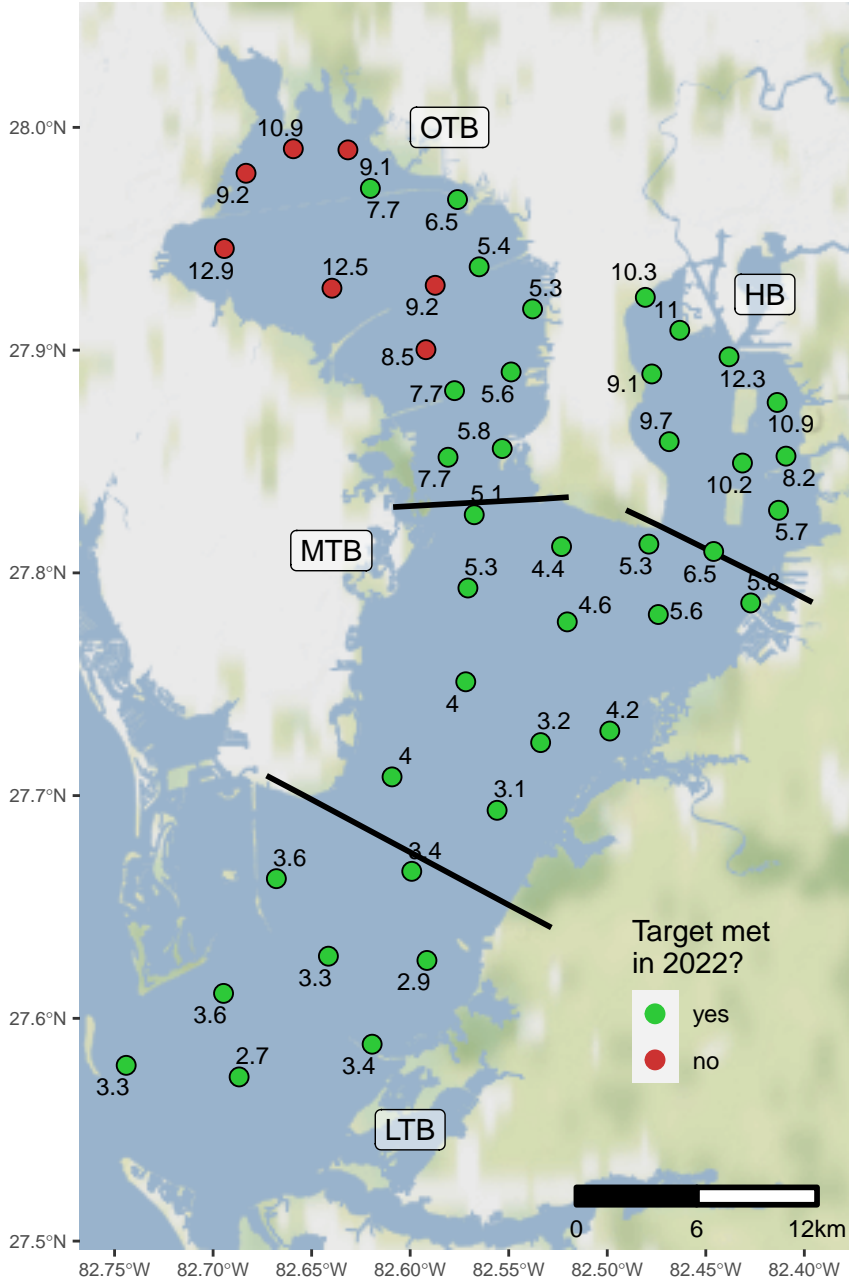 28.0°N
10.9
OTB
9.1
9.2
7.7
6.5
5.4
12.9
12.5
10.3
9.2
5.3
HB
11
27.9°N
8.5
9.1
12.3
7.7
5.6
10.9
9.7
5.8
7.7
10.2
8.2
5.1
5.7
MTB
4.4
5.3
6.5
27.8°N
5.3
5.8
4.6
5.6
4
3.2
4.2
4
3.1
27.7°N
3.4
3.6
Target met
in 2022?
3.3
2.9
yes
3.6
27.6°N
no
2.7
3.4
3.3
LTB
0 6 12km
27.5°N
82.75°W 82.70°W 82.65°W 82.60°W 82.55°W 82.50°W 82.45°W 82.40°W